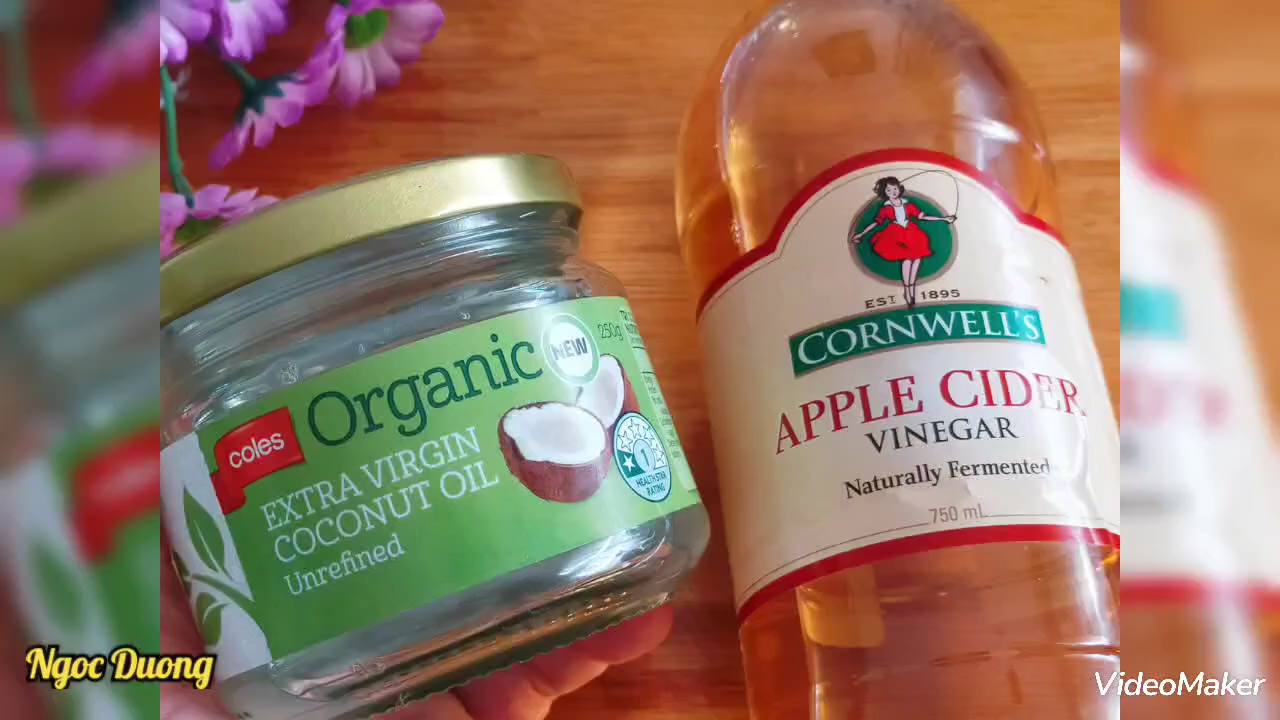 coles
Organic
NEW
250g
EXTRA VIRGIN
COCONUT OIL
Unrefined
1
HEALTH STAR
RATING
EST 1895
CORNWELL'S
APPLE CIDER
VINEGAR
Naturally Fermented
750 mL
Ngoc Duong
VideoMaker